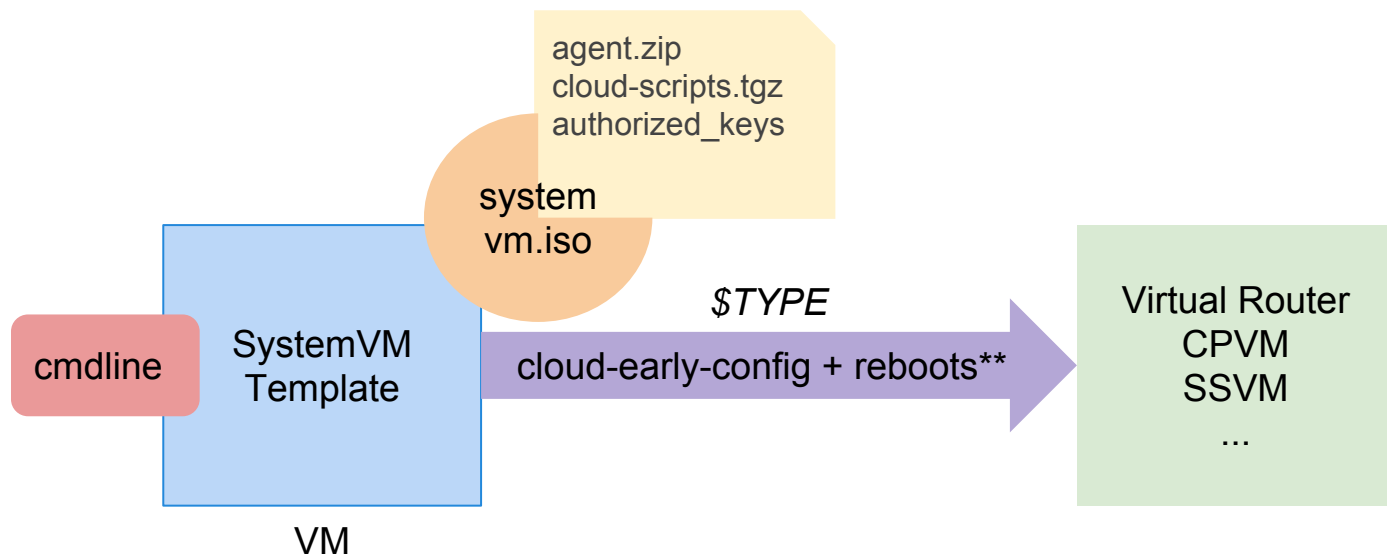 agent.zip
cloud-scripts.tgz
authorized_keys
system
vm.iso
cmdline
SystemVM
Template
VM
$TYPE
cloud-early-config + reboots**
Virtual Router
CPVM
SSVM
...